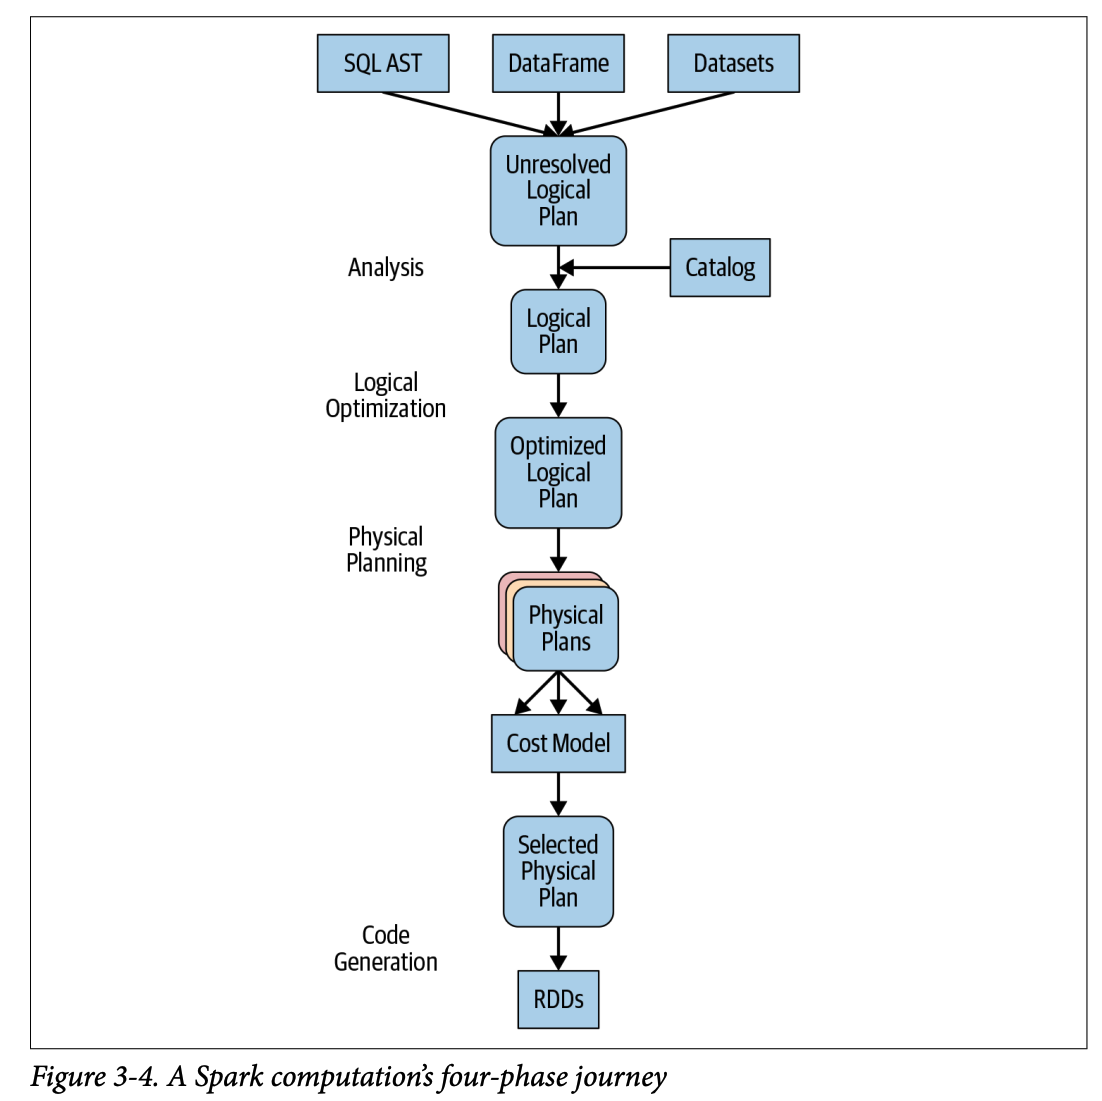 SQL AST
DataFrame
Datasets
Unresolved
Logical
Plan
Analysis
Catalog
Logical
Plan
Logical
Optimization
Optimized
Logical
Plan
Physical
Planning
Physical
Plans
Cost Model
Selected
Physical
Plan
Code
Generation
RDDs
Figure 3-4. A Spark computation’s four-phase journey